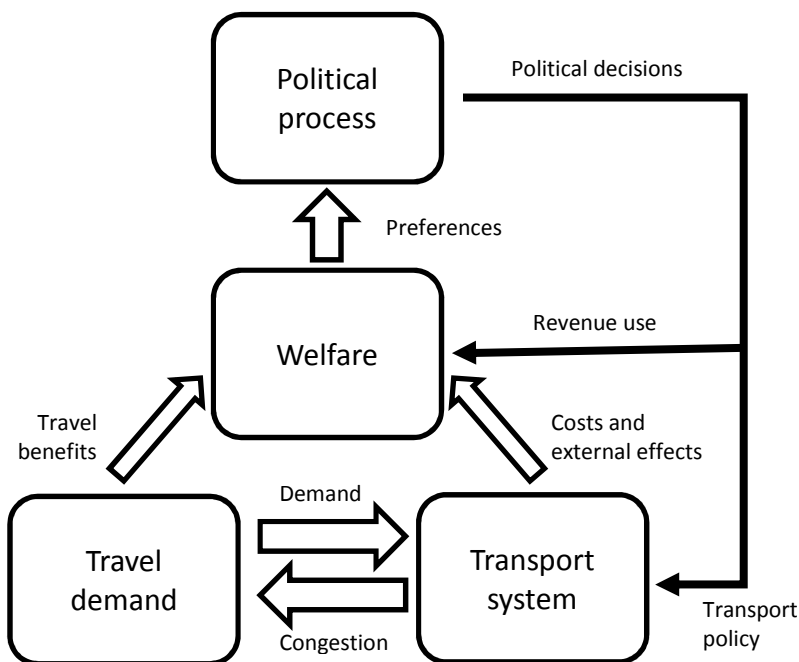 Political
process
Political decisions
Preferences
Welfare
Revenue use
Travel
benefits
Costs and
external effects
Demand
Travel
demand
Transport
system
Congestion
Transport
policy